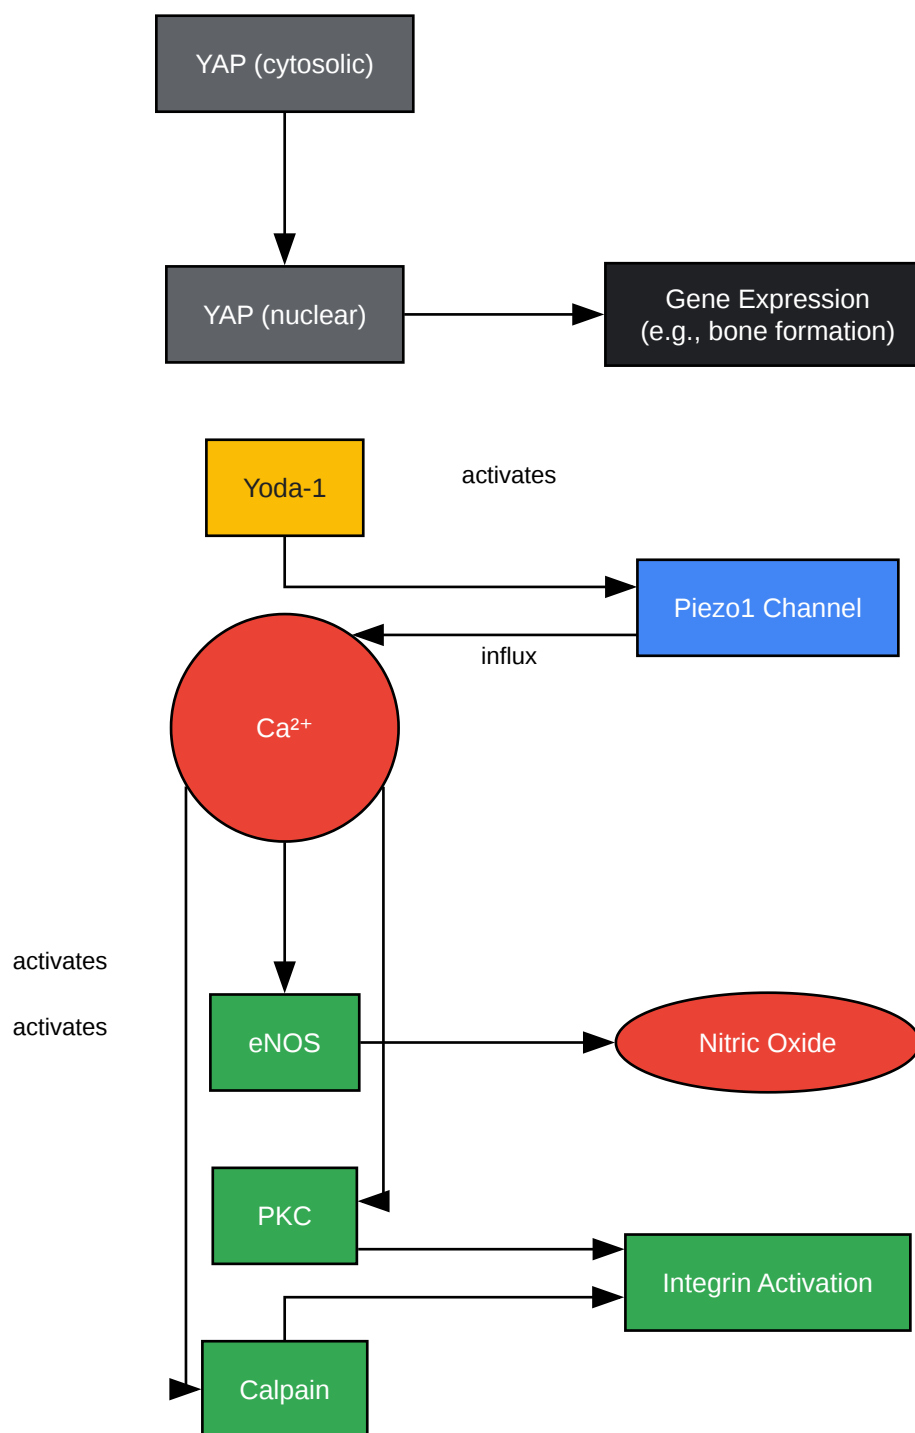 YAP (cytosolic)
YAP (nuclear)
Gene Expression
(e.g., bone formation)
Yoda-1
activates
Piezo1 Channel
influx
Ca²⁺
activates
activates
eNOS
Nitric Oxide
PKC
Integrin Activation
Calpain